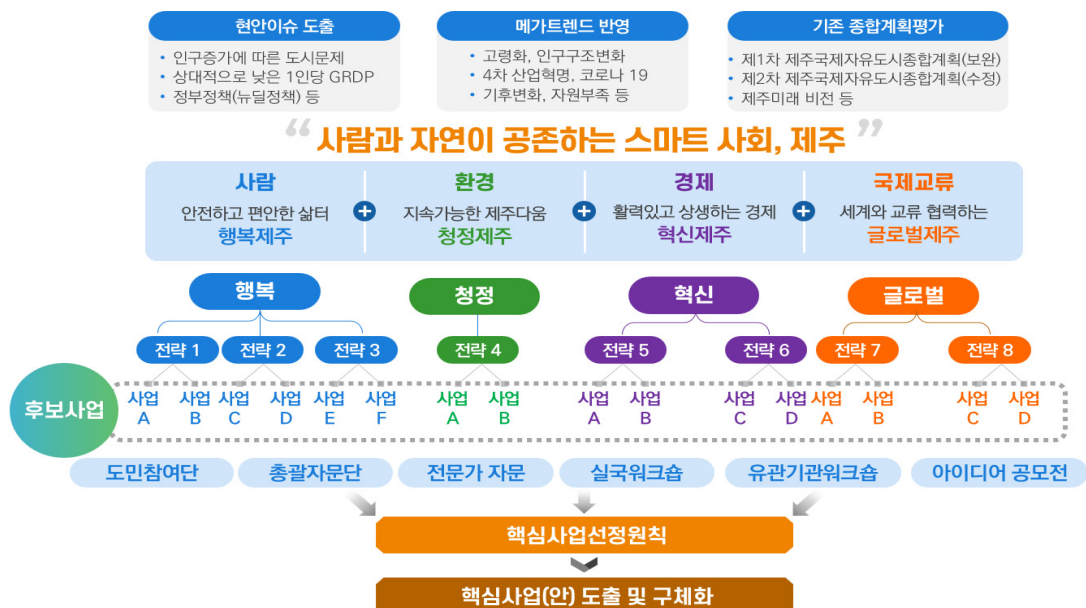 현안이슈 도출
• 인구증가에 따른 도시문제
• 상대적으로 낮은 1인당 GRDP
• 정부정책(뉴딜정책) 등
메가트렌드 반영
• 고령화, 인구구조변화
• 4차 산업혁명, 코로나 19
• 기후변화, 자원부족 등
기존 종합계획평가
• 제1차 제주국제자유도시종합계획(보완)
• 제2차 제주국제자유도시종합계획(수정)
• 제주미래 비전 등
“ 사람과 자연이 공존하는 스마트 사회, 제주 ”
사람
안전하고 편안한 삶터
행복제주
+
환경
지속가능한 제주다움
청정제주
+
경제
활력있고 상생하는 경제
혁신제주
+
국제교류
세계와 교류 협력하는
글로벌제주
행복 청정 혁신 글로벌
전략 1 전략 2 전략 3 전략 4 전략 5 전략 6 전략 7 전략 8
후보사업
사업 사업 사업 사업 사업 사업 사업 사업 사업 사업 사업 사업 사업 사업 사업 사업
A B C D E F A B A B C D A B C D
도민참여단 총괄자문단 전문가 자문 실국워크숍 유관기관워크숍 아이디어 공모전
핵심사업선정원칙
핵심사업(안) 도출 및 구체화